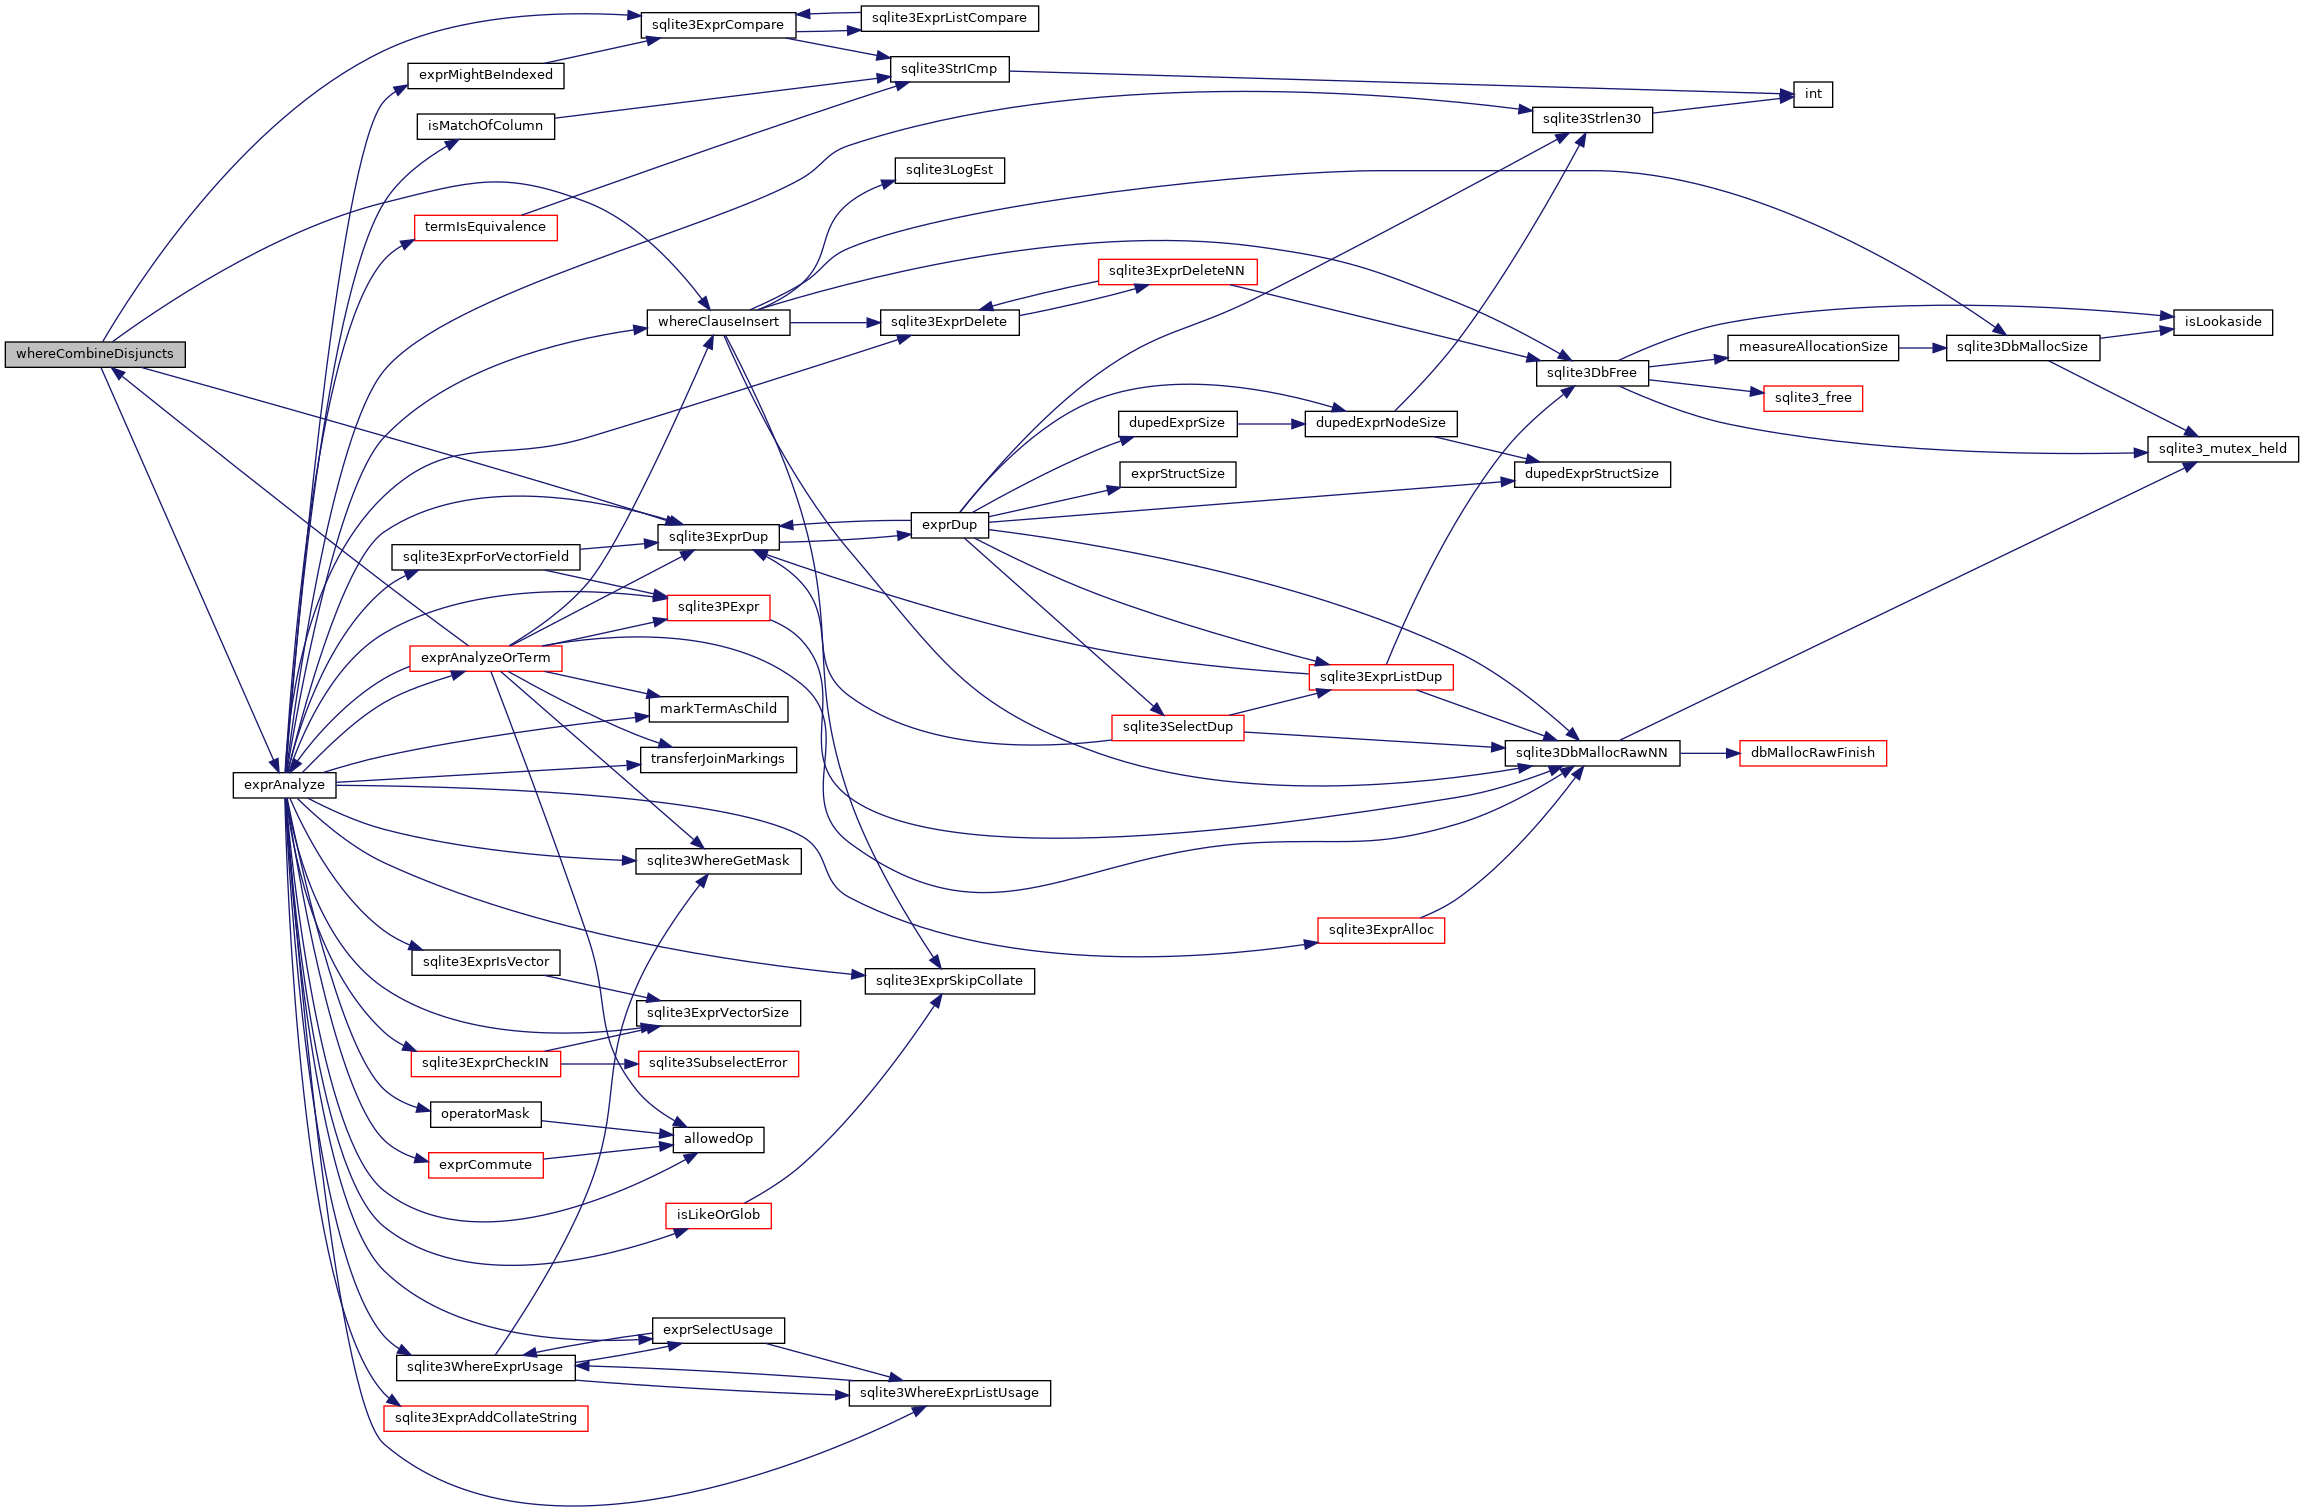 sqlite3ExprCompare
sqlite3ExprListCompare
exprMightBeIndexed
sqlite3StrICmp
int
isMatchOfColumn
sqlite3Strlen30
sqlite3LogEst
termIsEquivalence
sqlite3ExprDeleteNN
whereClauseInsert
sqlite3ExprDelete
isLookaside
whereCombineDisjuncts
measureAllocationSize
sqlite3DbMallocSize
sqlite3DbFree
sqlite3_free
dupedExprSize
dupedExprNodeSize
sqlite3_mutex_held
exprStructSize
dupedExprStructSize
exprDup
sqlite3ExprDup
sqlite3ExprForVectorField
sqlite3PExpr
exprAnalyzeOrTerm
sqlite3ExprListDup
markTermAsChild
sqlite3SelectDup
transferJoinMarkings
sqlite3DbMallocRawNN
dbMallocRawFinish
exprAnalyze
sqlite3WhereGetMask
sqlite3ExprAlloc
sqlite3ExprIsVector
sqlite3ExprSkipCollate
sqlite3ExprVectorSize
sqlite3ExprCheckIN
sqlite3SubselectError
operatorMask
allowedOp
exprCommute
isLikeOrGlob
exprSelectUsage
sqlite3WhereExprUsage
sqlite3WhereExprListUsage
sqlite3ExprAddCollateString